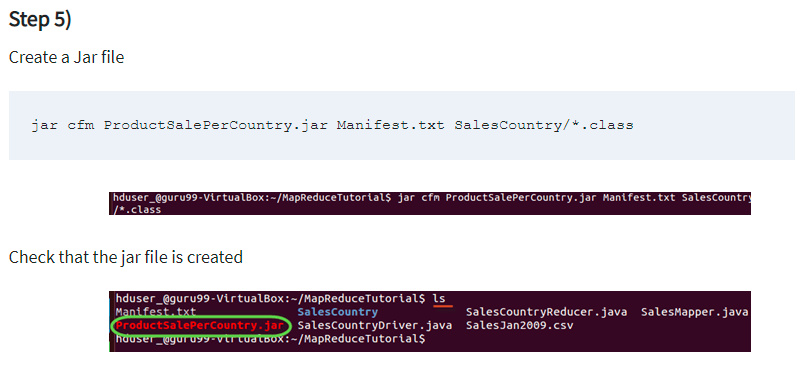 Step 5)
Create a Jar file
jar cfm ProductSalePerCountry.jar Manifest.txt SalesCountry/*.class
hduser_@guru99-VirtualBox:~/MapReduceTutorial$ jar cfm ProductSalePerCountry.jar Manifest.txt SalesCountry
/*.class
Check that the jar file is created
hduser_@guru99-VirtualBox:~/MapReduceTutorial$ ls
Manifest.txt SalesCountry SalesCountryReducer.java SalesMapper.java
ProductSalePerCountry.jar SalesCountryDriver.java SalesJan2009.csv
hduser_@guru99-VirtualBox:~/MapReduceTutorial$